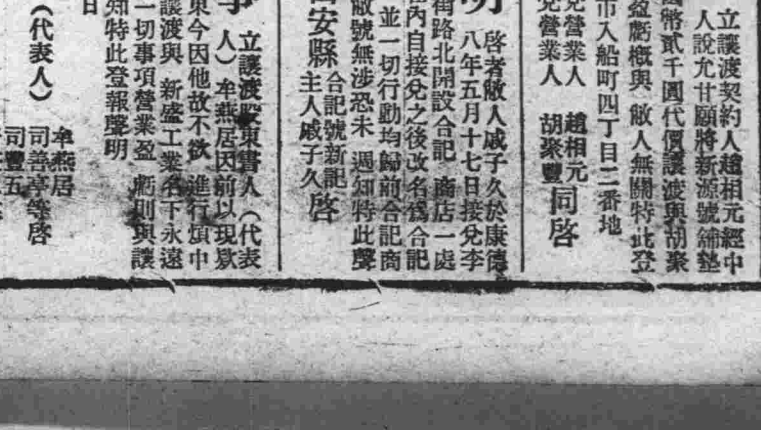 立讓渡契約人趙相元經中
人說允甘願將新源號舖墊
國幣貳千圓代價讓渡與胡聚
盈虧概與 敝人無關特此登
市入船町四丁目二番地
兌營業人 趙相元
兌營業人 胡聚豐
同啓
啓者敝人戚子久於康德
八年五月十七日接兌李
街路北開設合記 商店一處
內自接兌之後改名爲合記
並一切行動均歸前合記商
敝號無涉恐未 週知特此聲
安縣 合記號新記
主人戚子久 啓
立讓渡股東書人(代表
人)牟燕居因前以現款
東今因他故不欲 進行煩中
讓渡與 新盛工業名下永遠
一切事項營業盈 虧則與讓
知特此登報聲明
日
(代表人) 牟燕居
司善亭等啓
司豐五